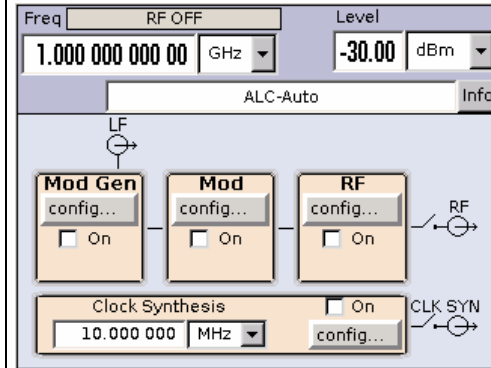 Freq RF OFF Level
1.000 000 000 00 GHz -30.00 dBm
ALC-Auto Info
LF
Mod Gen Mod RF
config... config... config... RF
On On On
Clock Synthesis On CLK SYN
10.000 000 MHz config...